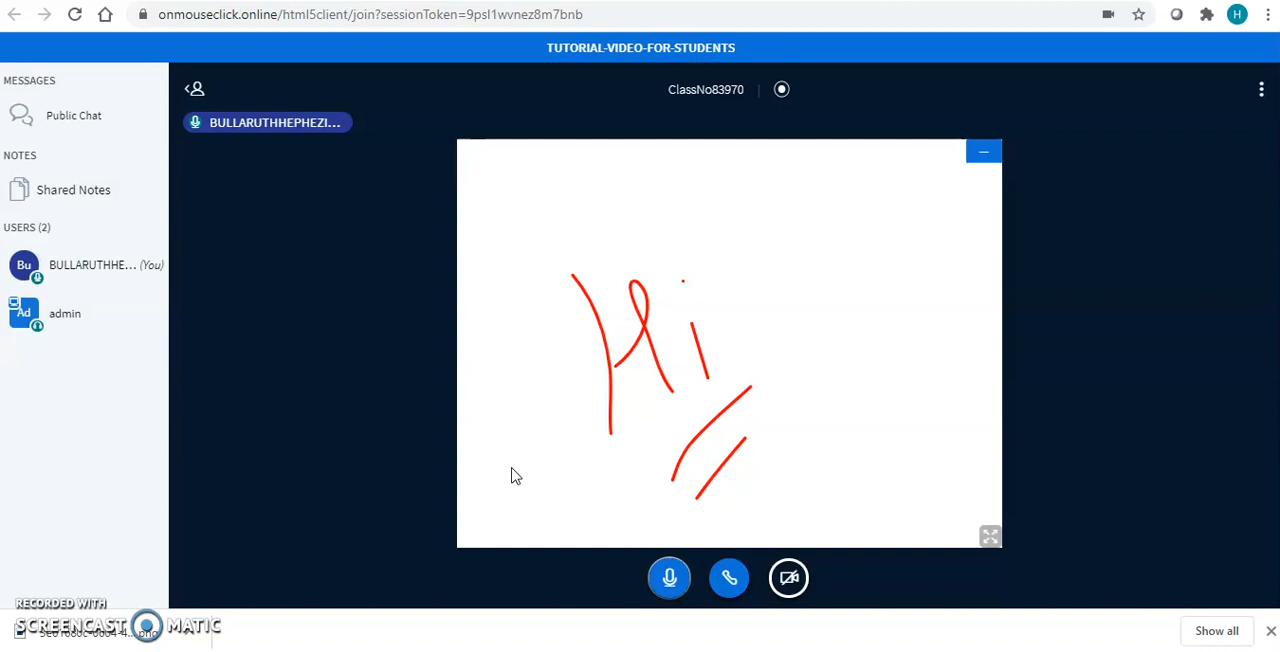 onmouseclick.online/html5client/join?sessionToken=9psl1wvnez8m7bnb
H
TUTORIAL-VIDEO-FOR-STUDENTS
MESSAGES
Public Chat
NOTES
Shared Notes
USERS (2)
Bu BULLARUTHHE... (You)
Ad admin
ClassNo83970
BULLARUTHHEPHEZI...
Hi
RECORDED WITH
SCREENCAST MATIC
Show all